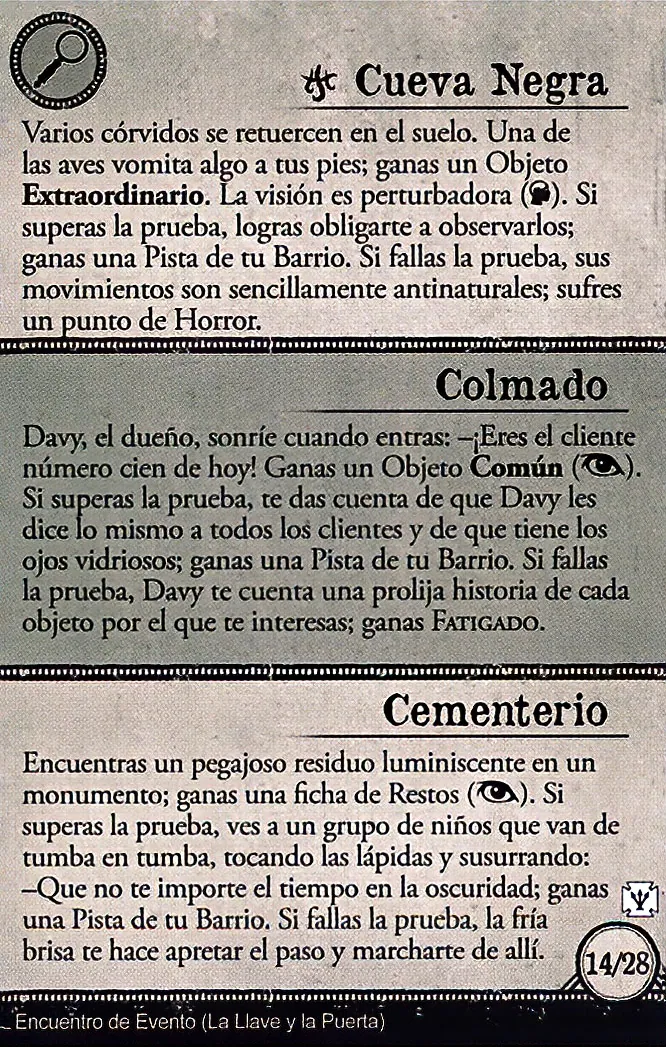 Cueva Negra
Varios córvidos se retuercen en el suelo. Una de
las aves vomita algo a tus pies; ganas un Objeto
Extraordinario. La visión es perturbadora (). Si
superas la prueba, logras obligarte a observarlos;
ganas una Pista de tu Barrio. Si fallas la prueba, sus
movimientos son sencillamente antinaturales; sufres
un punto de Horror.
Colmado
Davy, el dueño, sonríe cuando entras: –¡Eres el cliente
número cien de hoy! Ganas un Objeto Común ().
Si superas la prueba, te das cuenta de que Davy les
dice lo mismo a todos los clientes y de que tiene los
ojos vidriosos; ganas una Pista de tu Barrio. Si fallas
la prueba, Davy te cuenta una prolija historia de cada
objeto por el que te interesas; ganas FATIGADO.
Cementerio
Encuentras un pegajoso residuo luminiscente en un
monumento; ganas una ficha de Restos (). Si
superas la prueba, ves a un grupo de niños que van de
tumba en tumba, tocando las lápidas y susurrando:
–Que no te importe el tiempo en la oscuridad; ganas
una Pista de tu Barrio. Si fallas la prueba, la fría
brisa te hace apretar el paso y marcharte de allí.
14/28
Encuentro de Evento (La Llave y la Puerta)